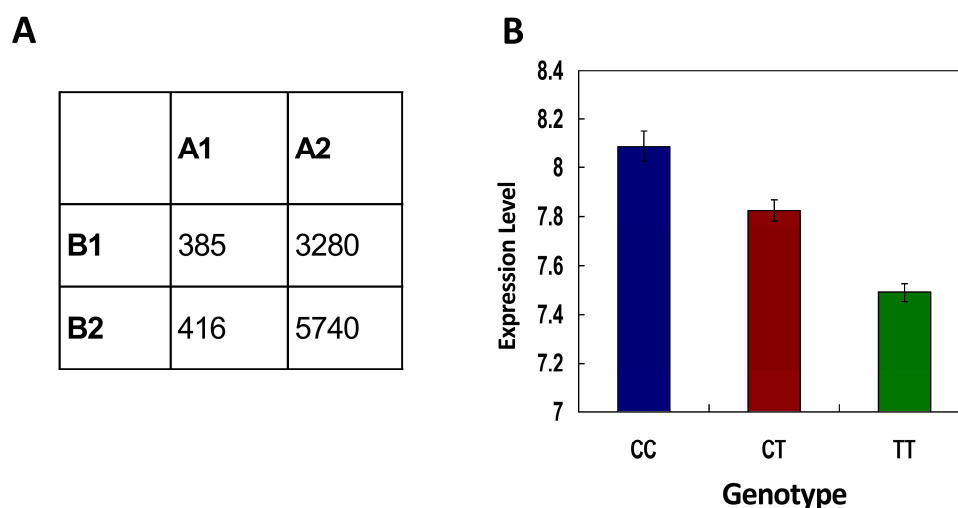 A
A1 A2
B1 385 3280
B2 416 5740
B
Expression Level
8.4
8.2
8
7.8
7.6
7.4
7.2
7
CC CT TT
Genotype